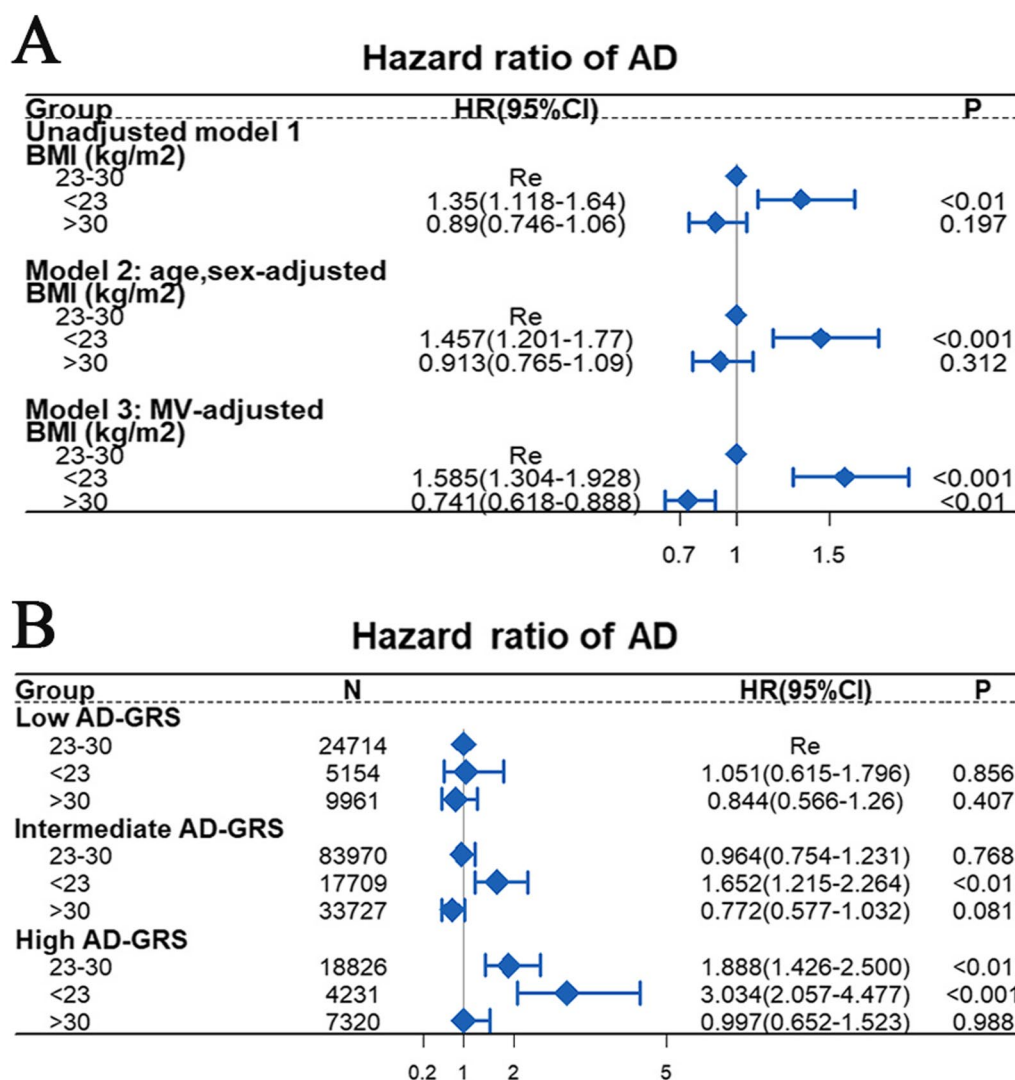 A
Hazard ratio of AD
Group HR(95%CI) P
Unadjusted model 1
BMI (kg/m2)
23-30 Re
<23 1.35(1.118-1.64) <0.01
>30 0.89(0.746-1.06) 0.197
Model 2: age,sex-adjusted
BMI (kg/m2)
23-30 Re
<23 1.457(1.201-1.77) <0.001
>30 0.913(0.765-1.09) 0.312
Model 3: MV-adjusted
BMI (kg/m2)
23-30 Re
<23 1.585(1.304-1.928) <0.001
>30 0.741(0.618-0.888) <0.01
0.7 1 1.5
B
Hazard ratio of AD
Group N HR(95%CI) P
Low AD-GRS
23-30 24714 Re
<23 5154 1.051(0.615-1.796) 0.856
>30 9961 0.844(0.566-1.26) 0.407
Intermediate AD-GRS
23-30 83970 0.964(0.754-1.231) 0.768
<23 17709 1.652(1.215-2.264) <0.01
>30 33727 0.772(0.577-1.032) 0.081
High AD-GRS
23-30 18826 1.888(1.426-2.500) <0.01
<23 4231 3.034(2.057-4.477) <0.001
>30 7320 0.997(0.652-1.523) 0.988
0.2 1 2 5